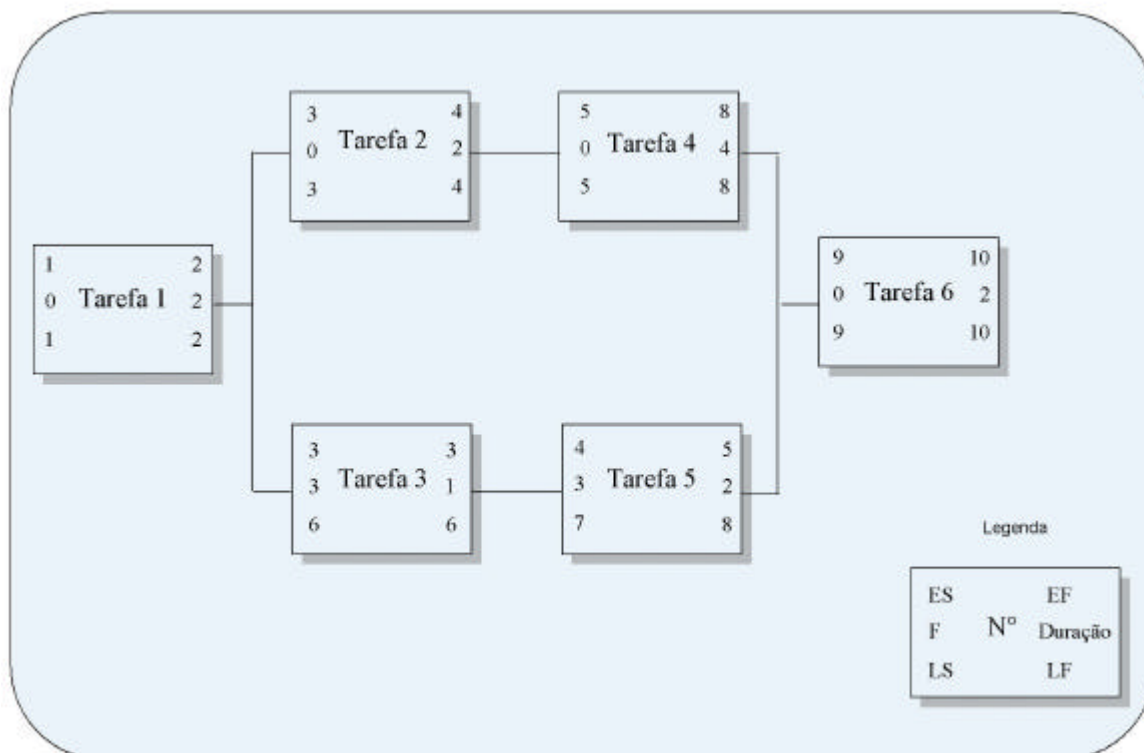 3 4
Tarefa 2
0 2
3 4
5 8
Tarefa 4
0 4
5 8
1 2
0 Tarefa 1 2
1 2
9 10
0 Tarefa 6 2
9 10
3 3
Tarefa 3
3 1
6 6
4 5
Tarefa 5
3 2
7 8
Legenda
ES EF
F N° Duração
LS LF